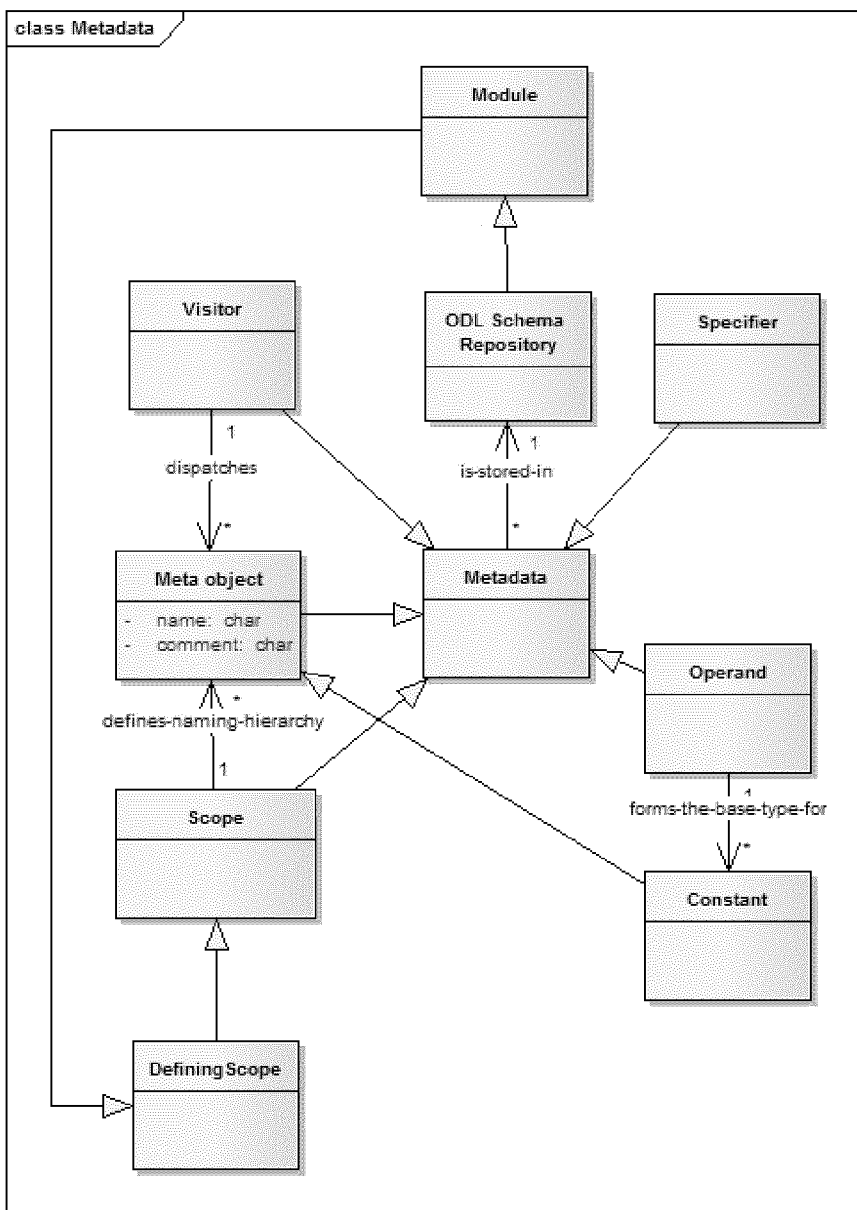 class Metadata
Module
Visitor
ODL Schema
Repository
Specifier
1
dispatches
*
1
is-stored-in
*
Meta object
- name: char
- comment: char
Metadata
Operand
*
defines-naming-hierarchy
1
1
forms-the-base-type-for
*
Scope
Constant
DefiningScope